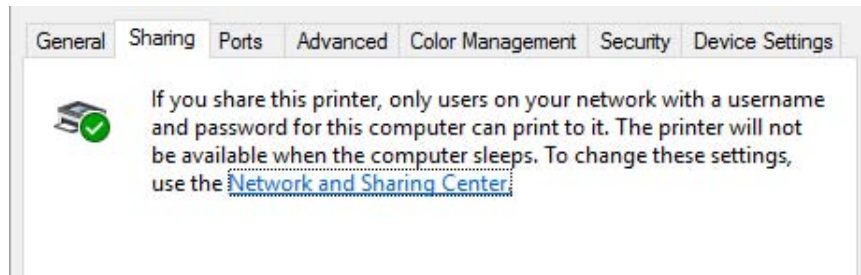 General Sharing Ports Advanced Color Management Security Device Settings
If you share this printer, only users on your network with a username
and password for this computer can print to it. The printer will not
be available when the computer sleeps. To change these settings,
use the Network and Sharing Center.